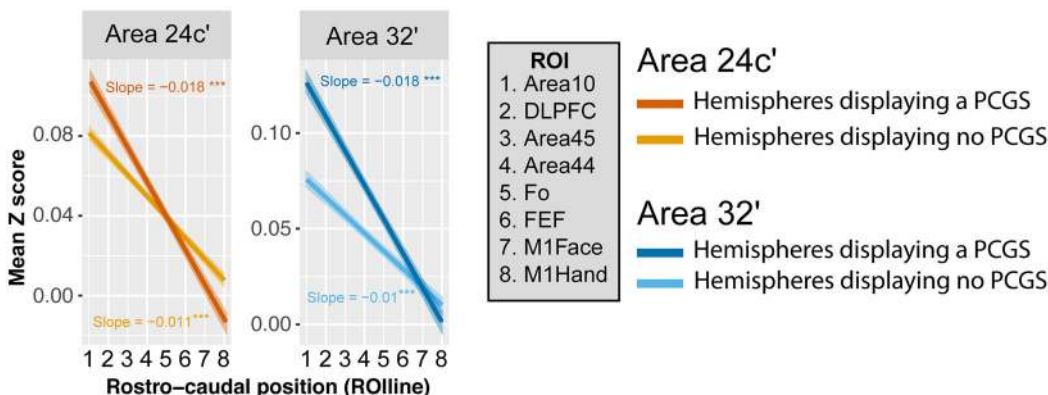 Area 24c'
Area 32'
Slope = −0.018 ***
Slope = −0.018 ***
0.08
0.04
0.00
0.10
0.05
0.00
Mean Z score
Slope = −0.011***
Slope = −0.01***
1 2 3 4 5 6 7 8
1 2 3 4 5 6 7 8
Rostro−caudal position (ROIline)
ROI
1. Area10
2. DLPFC
3. Area45
4. Area44
5. Fo
6. FEF
7. M1Face
8. M1Hand
Area 24c'
Hemispheres displaying a PCGS
Hemispheres displaying no PCGS
Area 32'
Hemispheres displaying a PCGS
Hemispheres displaying no PCGS